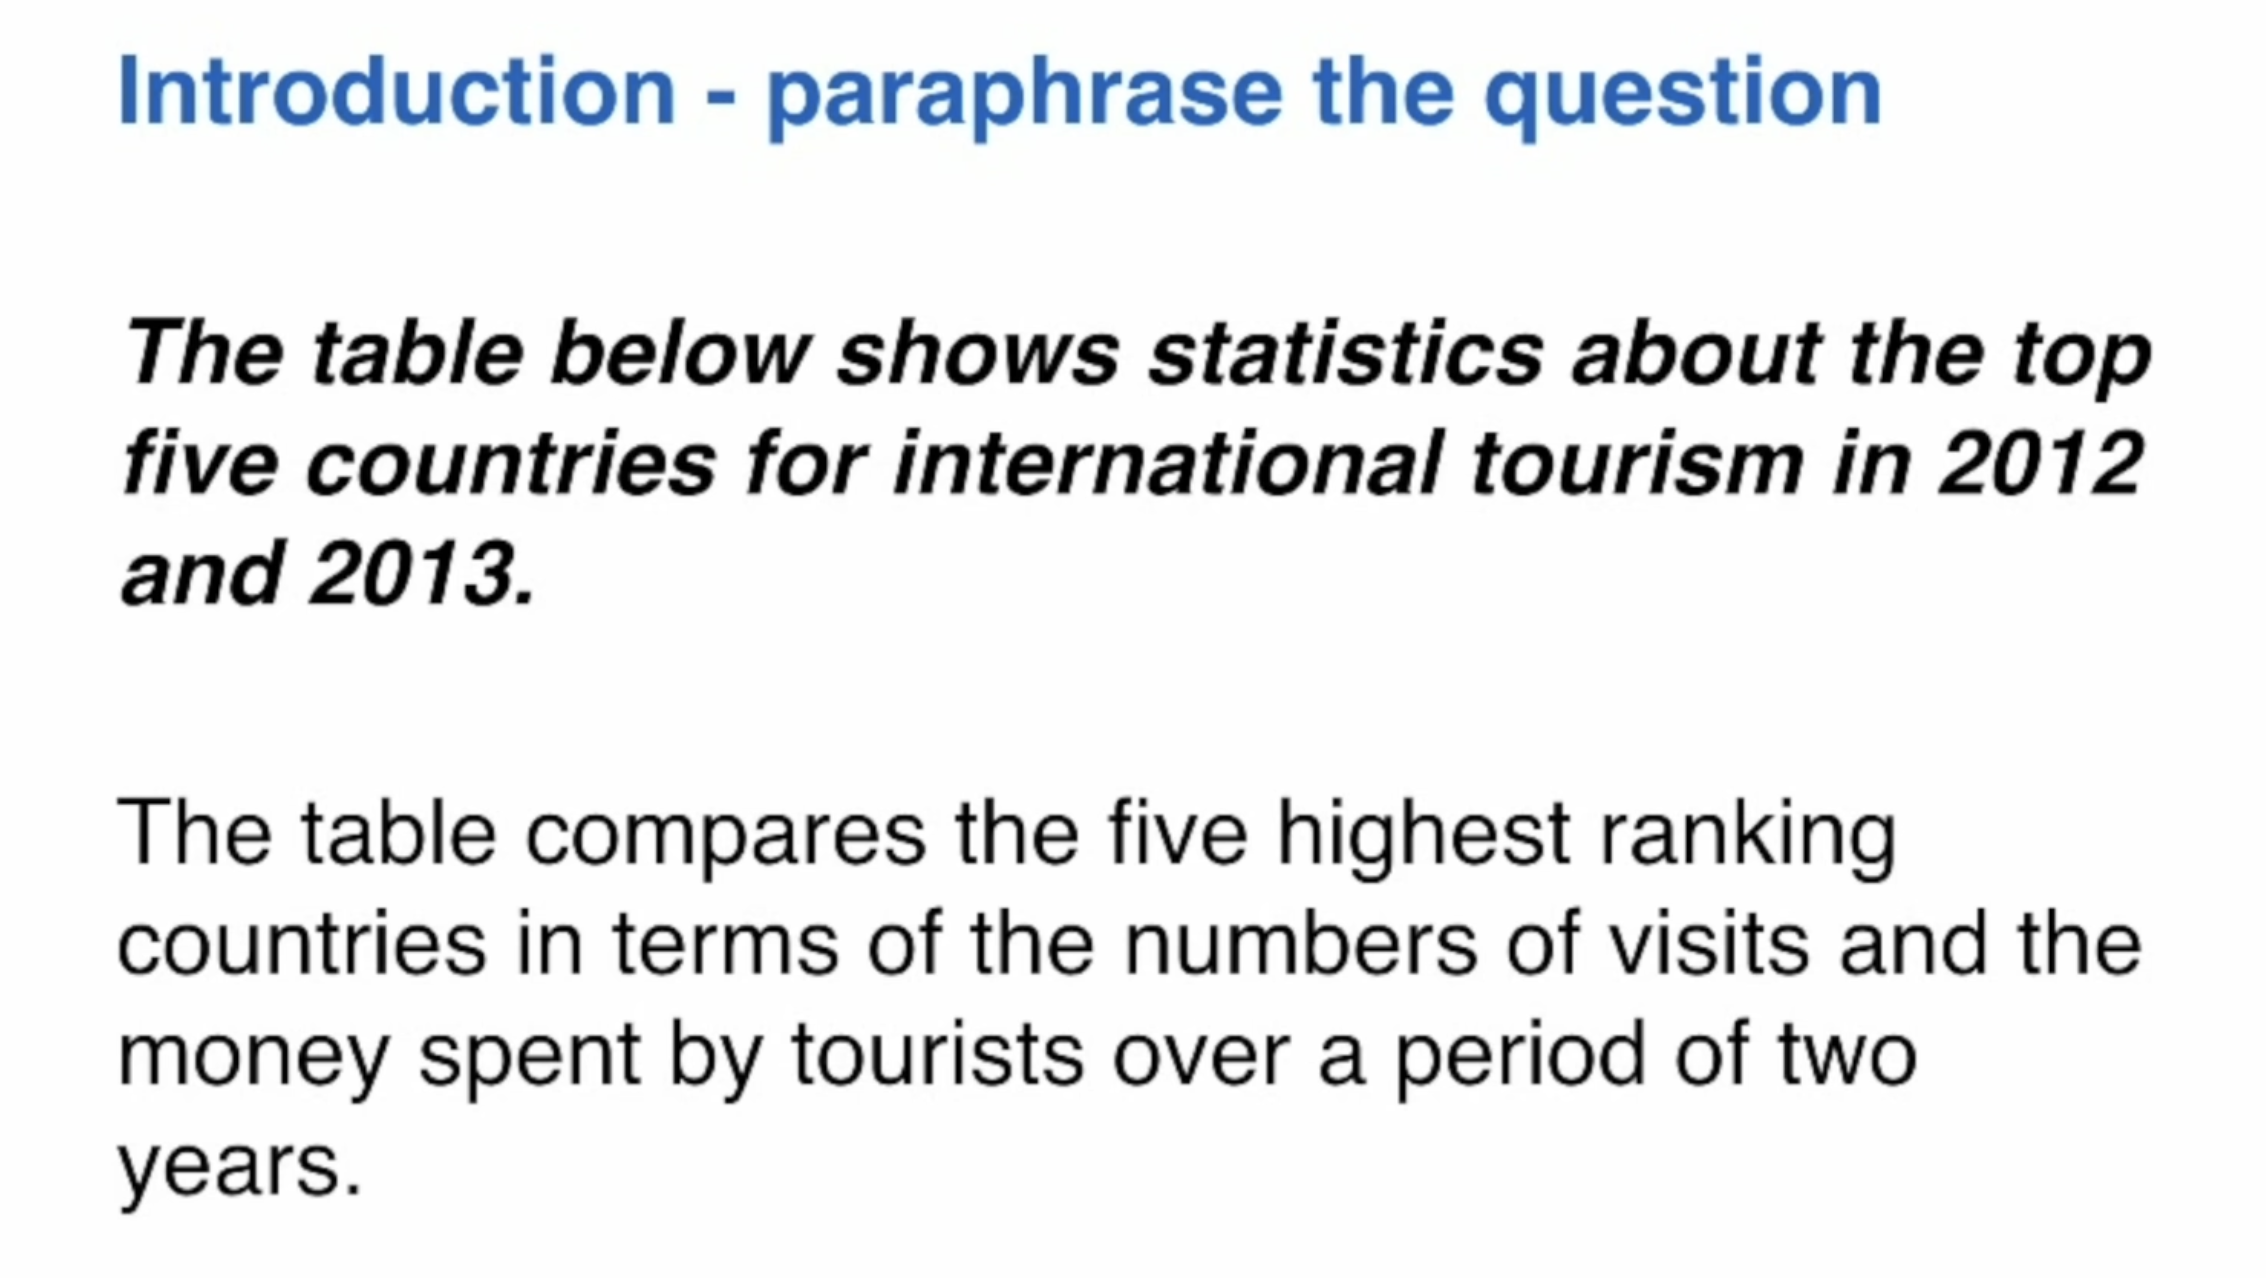 Introduction - paraphrase the question
The table below shows statistics about the top
five countries for international tourism in 2012
and 2013.
The table compares the five highest ranking
countries in terms of the numbers of visits and the
money spent by tourists over a period of two
years.